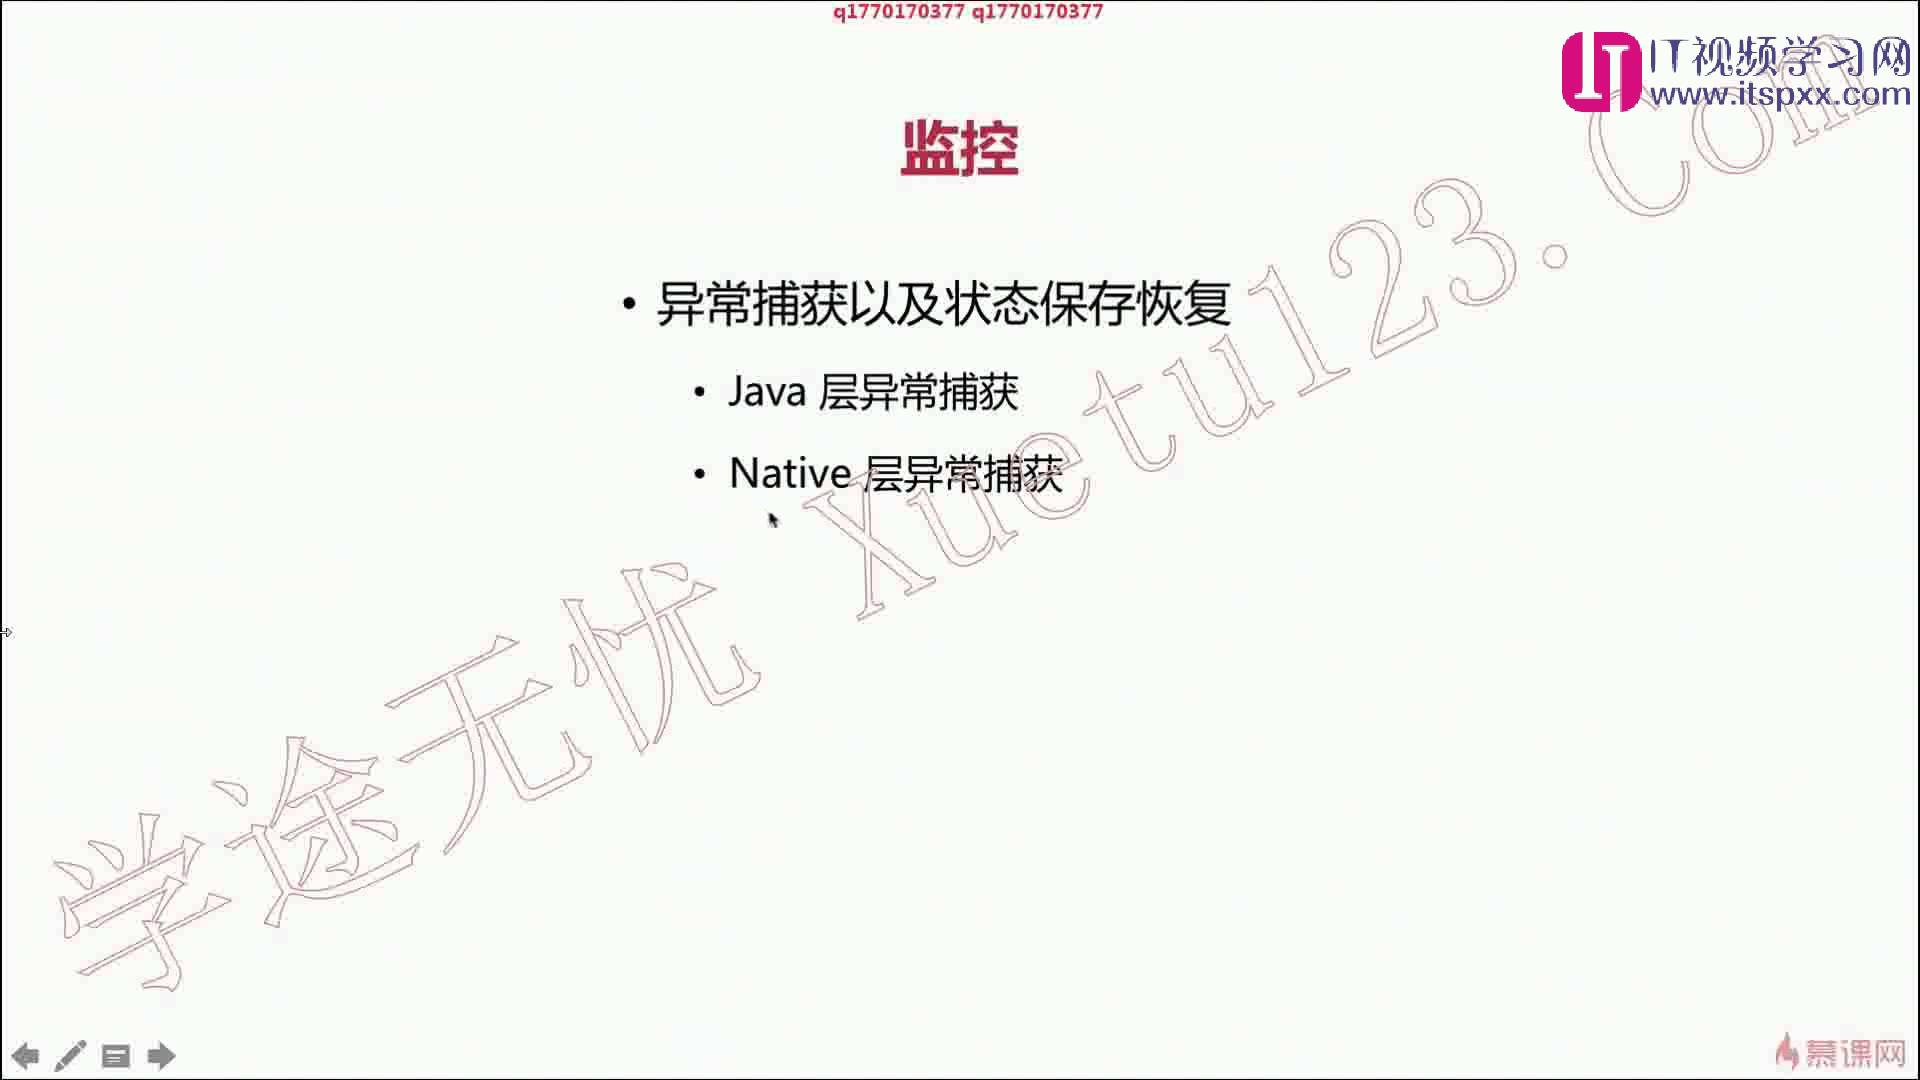 q1770170377 q1770170377
IT视频学习网
www.itspxx.com
监控
• 异常捕获以及状态保存恢复
• Java 层异常捕获
• Native 层异常捕获
学途无忧 Xuetu123.Com
慕课网